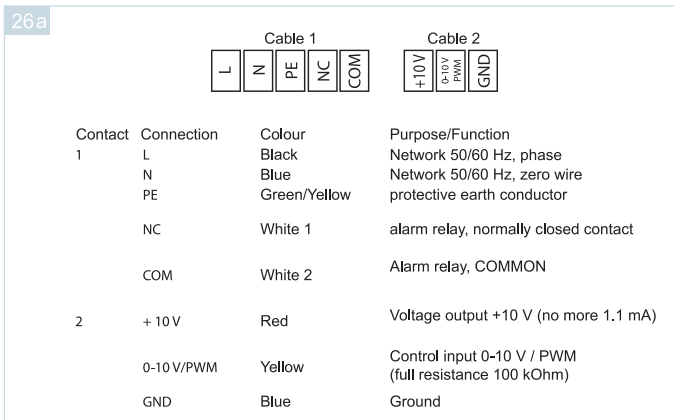 26a
Cable 1 Cable 2
L N PE NC COM +10 V 0-10 V PWM GND
Contact Connection Colour Purpose/Function
1 L Black Network 50/60 Hz, phase
N Blue Network 50/60 Hz, zero wire
PE Green/Yellow protective earth conductor
NC White 1 alarm relay, normally closed contact
COM White 2 Alarm relay, COMMON
2 + 10 V Red Voltage output +10 V (no more 1.1 mA)
0-10 V/PWM Yellow Control input 0-10 V / PWM
(full resistance 100 kOhm)
GND Blue Ground